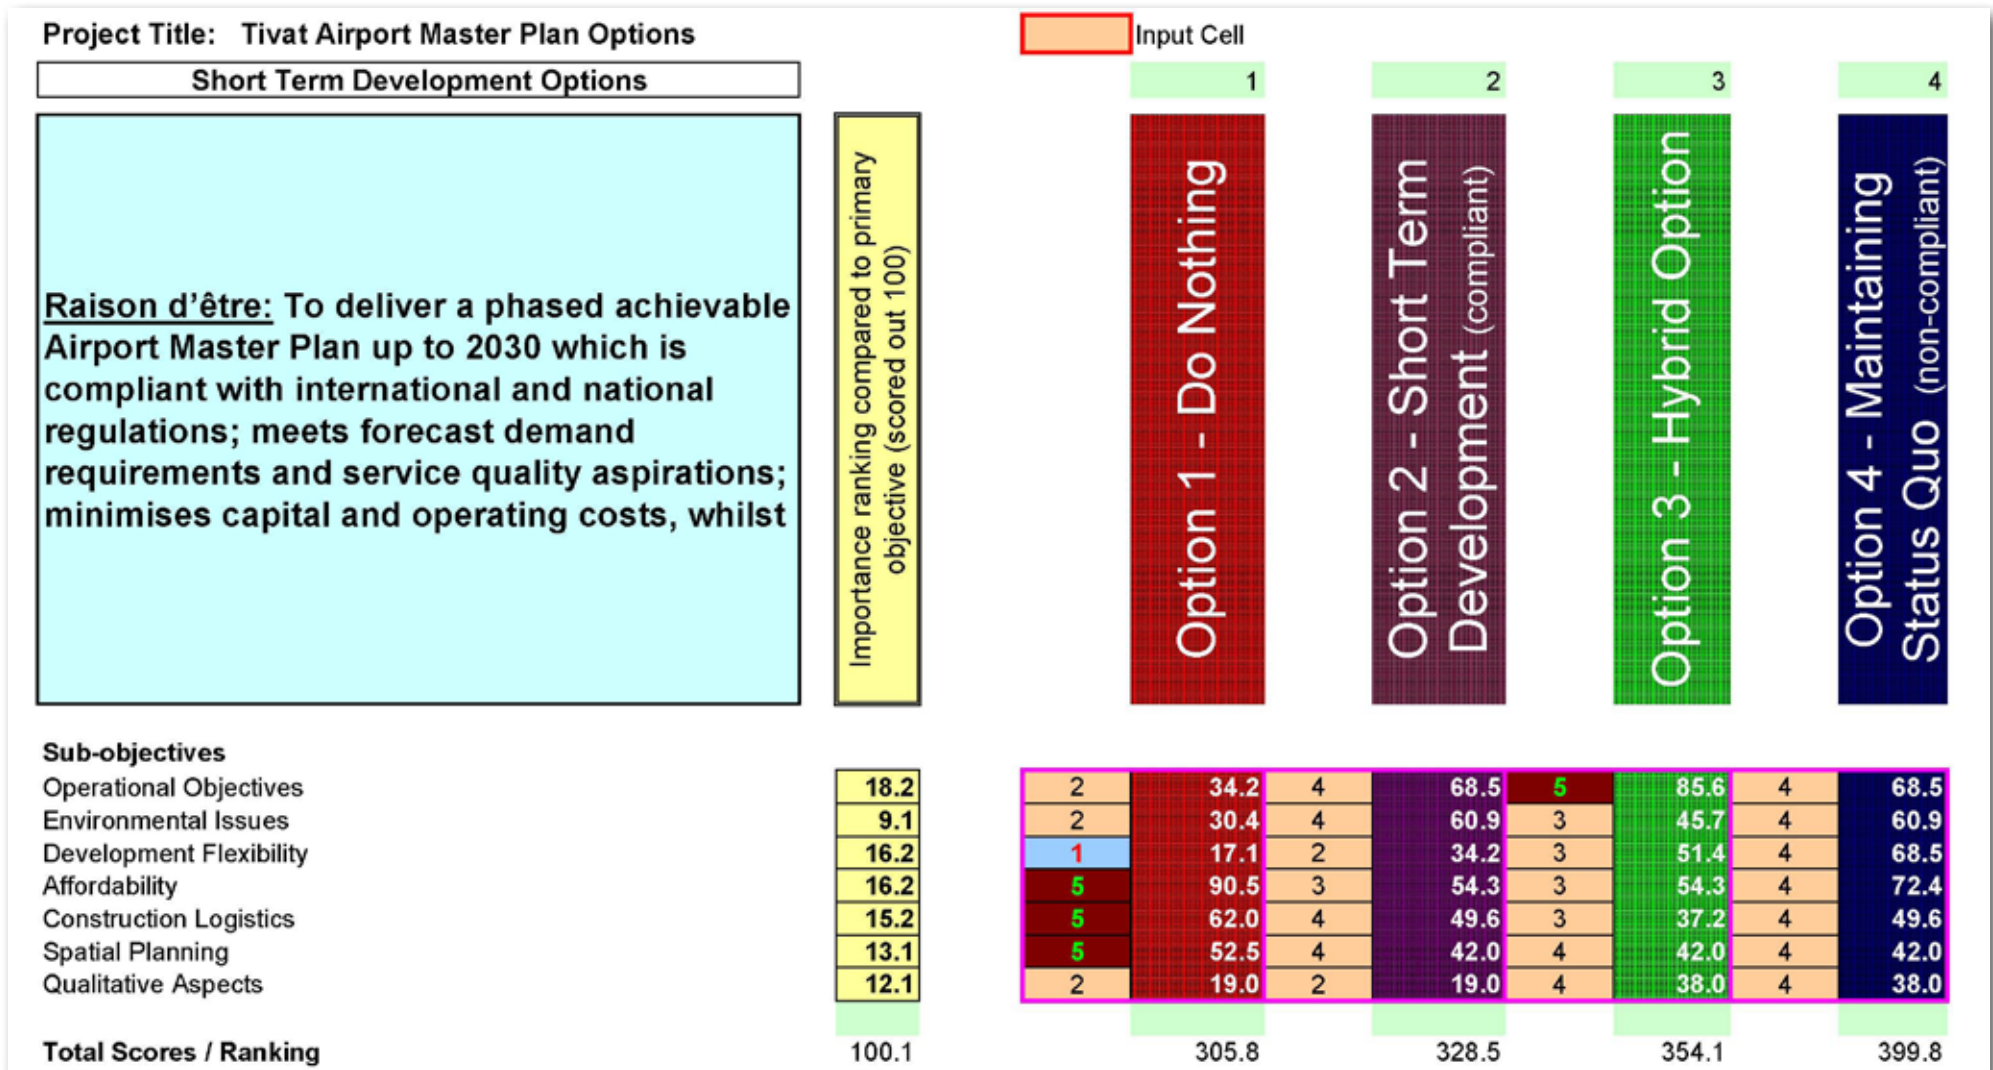 Project Title: Tivat Airport Master Plan Options
Input Cell
Short Term Development Options
1 2 3 4
Raison d'être: To deliver a phased achievable
Airport Master Plan up to 2030 which is
compliant with international and national
regulations; meets forecast demand
requirements and service quality aspirations;
minimises capital and operating costs, whilst
Importance ranking compared to primary
objective (scored out 100)
Option 1 - Do Nothing
Option 2 - Short Term
Development (compliant)
Option 3 - Hybrid Option
Option 4 - Maintaining
Status Quo (non-compliant)
Sub-objectives
Operational Objectives 18.2 2 34.2 4 68.5 5 85.6 4 68.5
Environmental Issues 9.1 2 30.4 4 60.9 3 45.7 4 60.9
Development Flexibility 16.2 1 17.1 2 34.2 3 51.4 4 68.5
Affordability 16.2 5 90.5 3 54.3 3 54.3 4 72.4
Construction Logistics 15.2 5 62.0 4 49.6 3 37.2 4 49.6
Spatial Planning 13.1 5 52.5 4 42.0 4 42.0 4 42.0
Qualitative Aspects 12.1 2 19.0 2 19.0 4 38.0 4 38.0
Total Scores / Ranking 100.1 305.8 328.5 354.1 399.8